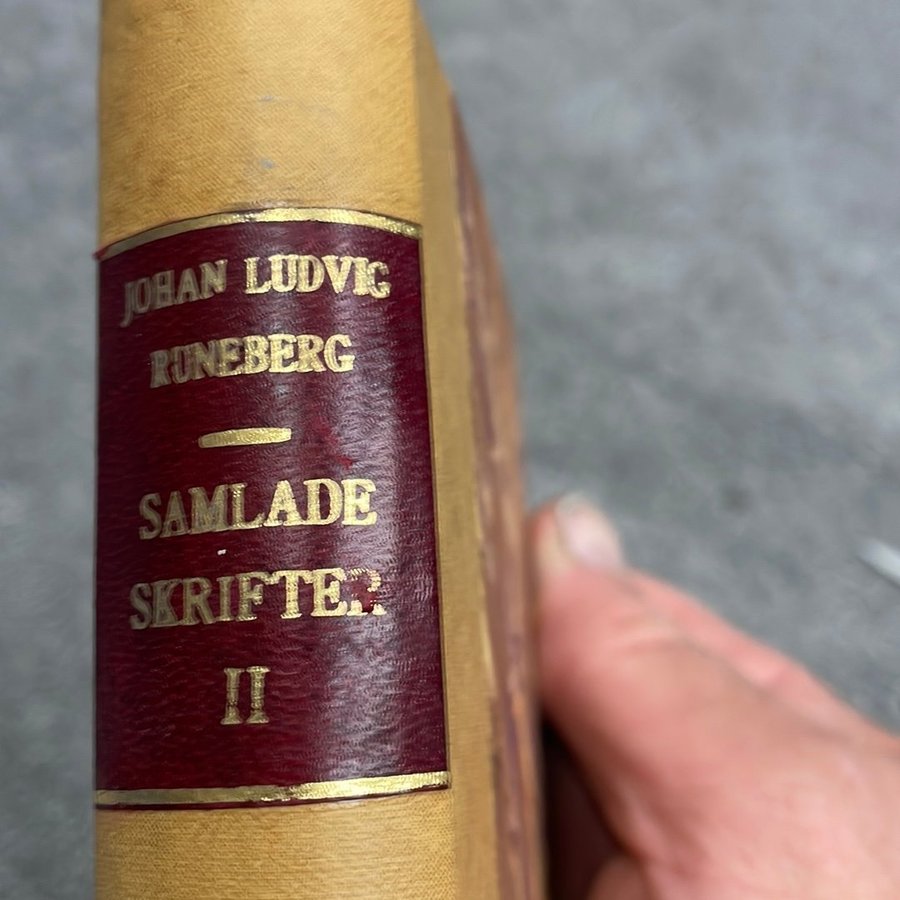 JOHAN LUDVIG
RUNEBERG
SAMLADE
SKRIFTER
II